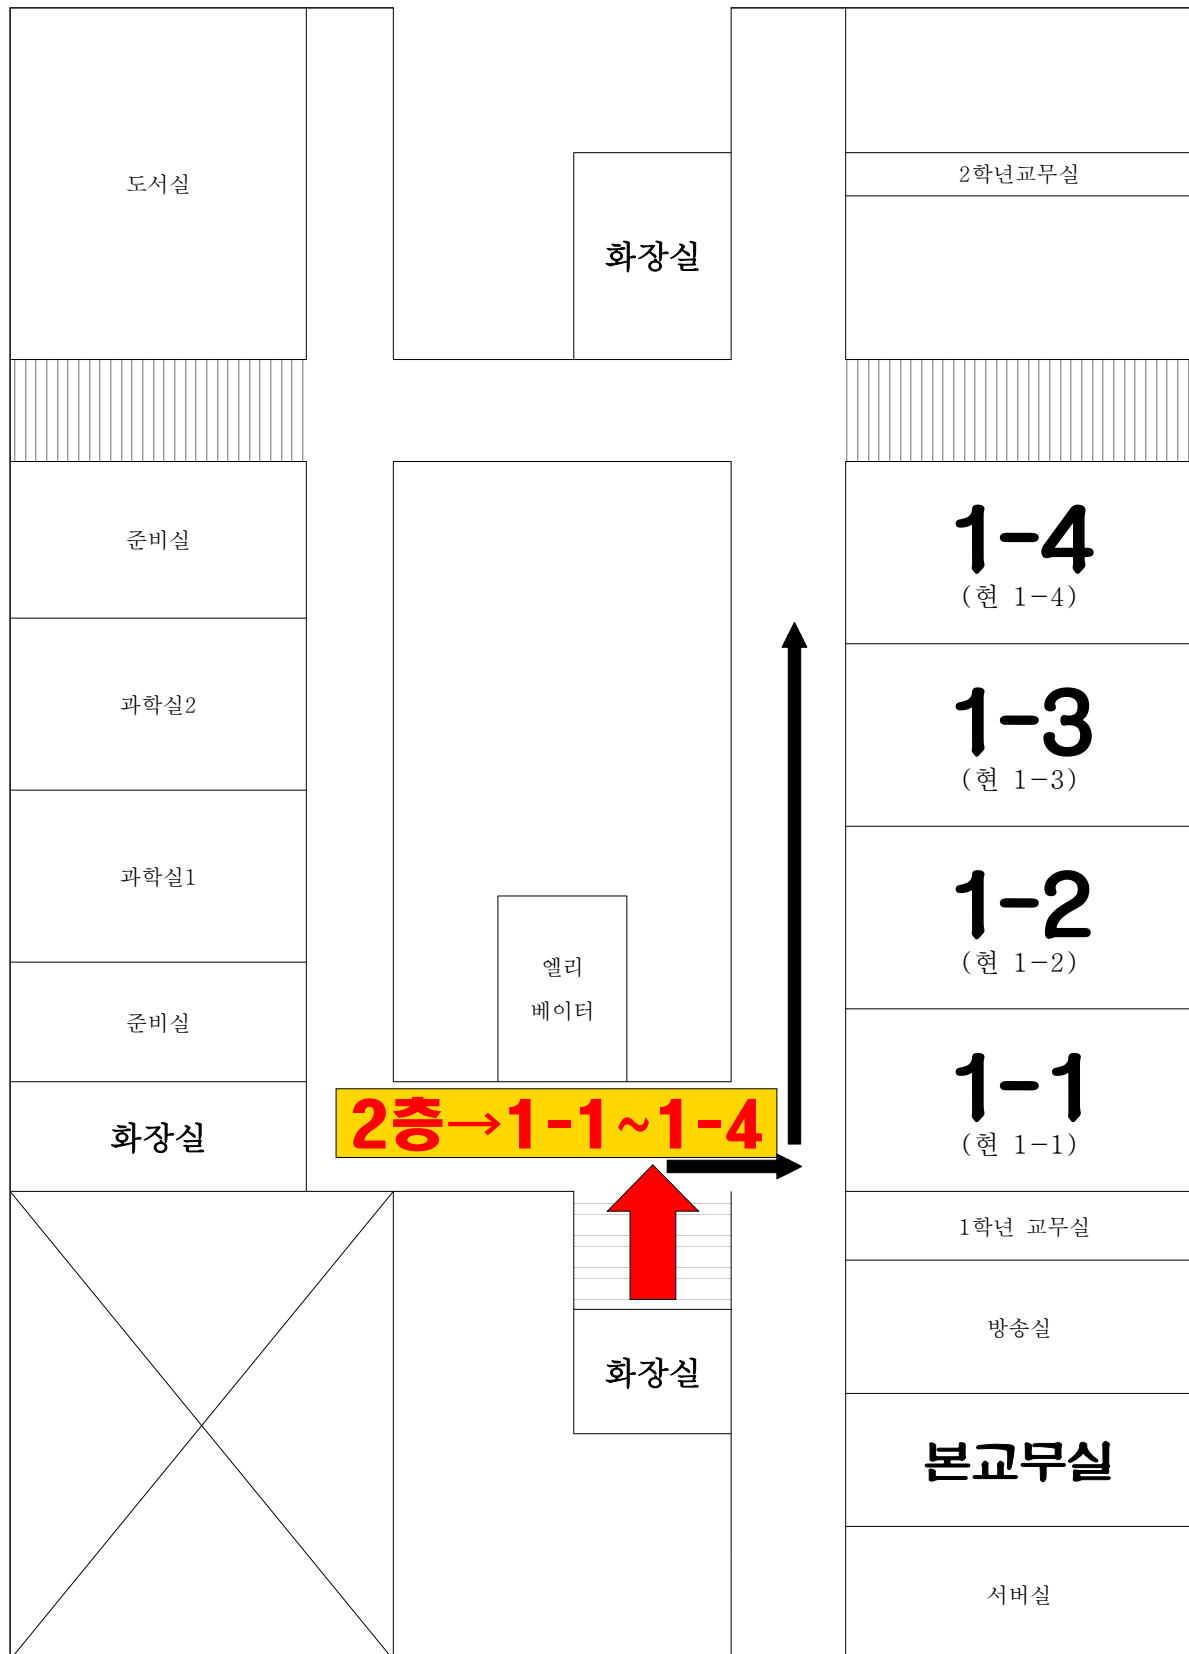 도서실
화장실
2학년교무실
준비실
과학실2
과학실1
준비실
화장실
엘리
베이터
1-4
(현 1-4)
1-3
(현 1-3)
1-2
(현 1-2)
1-1
(현 1-1)
2층→1-1~1-4
화장실
1학년 교무실
방송실
본교무실
서버실